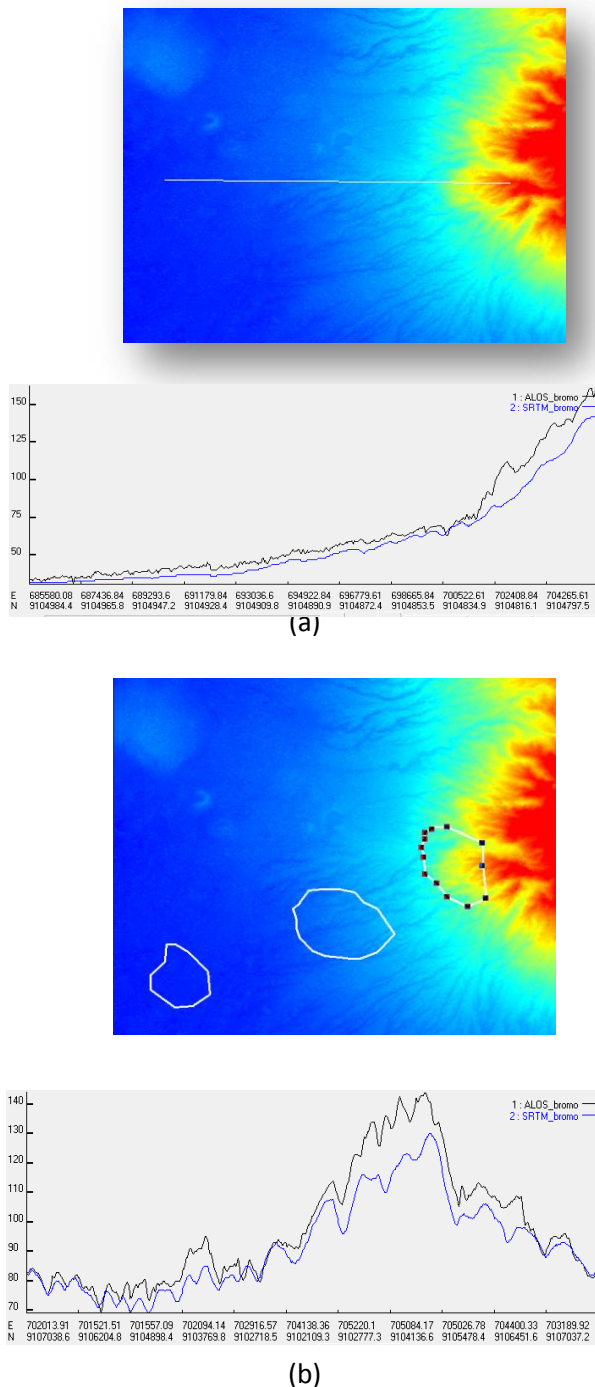 150
125
100
75
50
1 : ALOS_bromo
2 : SRTM_bromo
E 685580.08 687436.84 689293.6 691179.84 693036.6 694922.84 696779.61 698665.84 700522.61 702408.84 704265.61
N 9104984.4 9104965.8 9104947.2 9104928.4 9104909.8 9104890.9 9104872.4 9104853.5 9104834.9 9104816.1 9104797.5
(a)
140
130
120
110
100
90
80
70
1 : ALOS_bromo
2 : SRTM_bromo
E 702013.91 701521.51 701557.09 702094.14 702916.57 704138.36 705220.1 705084.17 705026.78 704400.33 703189.92
N 9107038.6 9106204.8 9104898.4 9103769.8 9102718.5 9102109.3 9102777.3 9104136.6 9105478.4 9106451.6 9107037.2
(b)